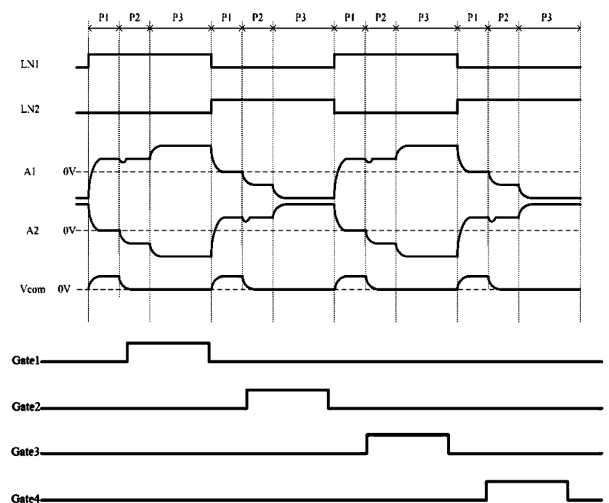 P1 P2 P3 P1 P2 P3 P1 P2 P3 P1 P2 P3
LN1
LN2
A1 0V
A2 0V
Vcom 0V
Gate1
Gate2
Gate3
Gate4